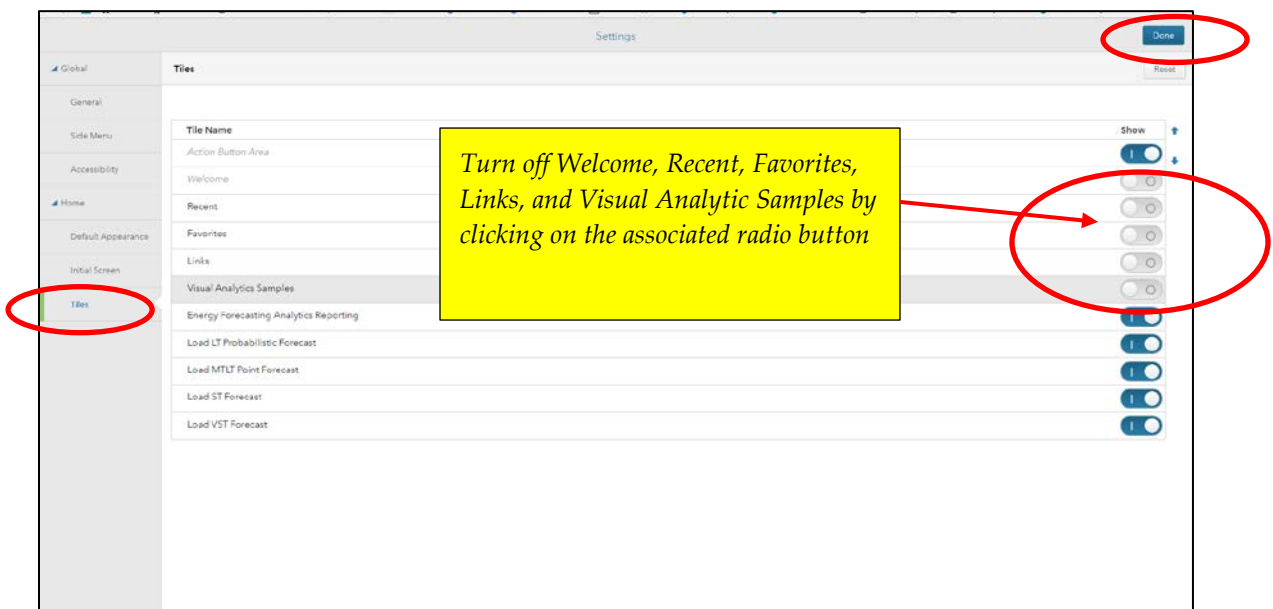 Settings
Done
Global
Tiles
Reset
General
Side Menu
Accessibility
Home
Default Appearance
Initial Screen
Tiles
Tile Name
Show
Action Button Area
Welcome
Recent
Favorites
Links
Visual Analytics Samples
Energy Forecasting Analytics Reporting
Load LT Probabilistic Forecast
Load MTLT Point Forecast
Load ST Forecast
Load VST Forecast
Turn off Welcome, Recent, Favorites,
Links, and Visual Analytic Samples by
clicking on the associated radio button